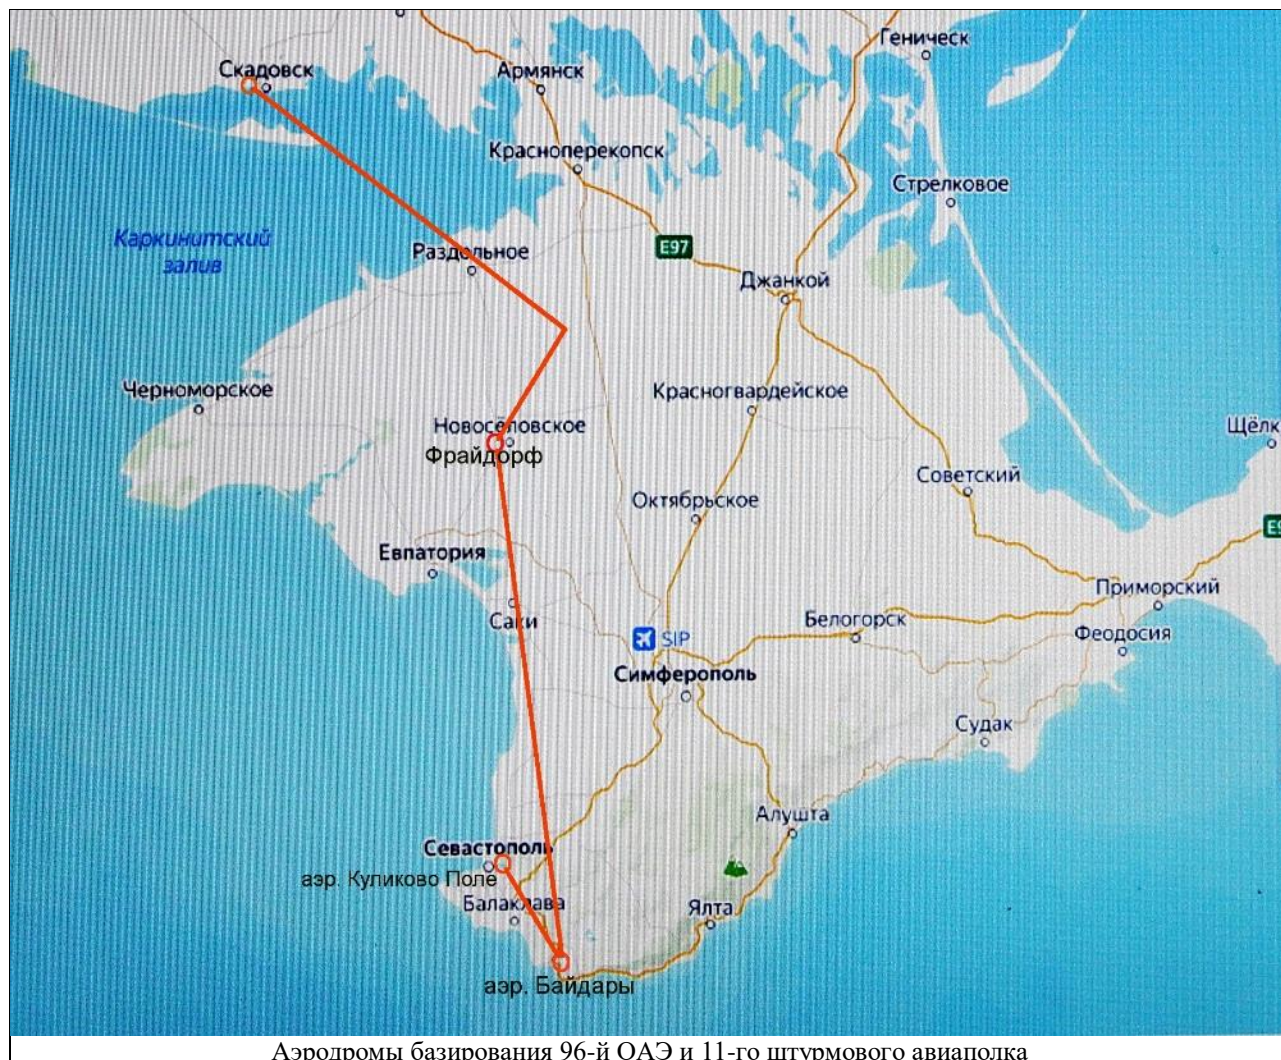 Геническ
Скадовск
Армянск
Красноперекопск
Стрелковое
Каркинитский
залив
Раздольное
E97
Джанкой
Черноморское
Красногвардейское
Новосёловское
Фрайдорф
Щёлк
Советский
Октябрьское
Евпатория
Приморский
Саки
Белогорск
Феодосия
SIP
Симферополь
Судак
Алушта
Севастополь
аэр. Куликово Поле
Балаклава
Ялта
аэр. Байдары
Аэродромы базирования 96-й ОАЭ и 11-го штурмового авиаполка